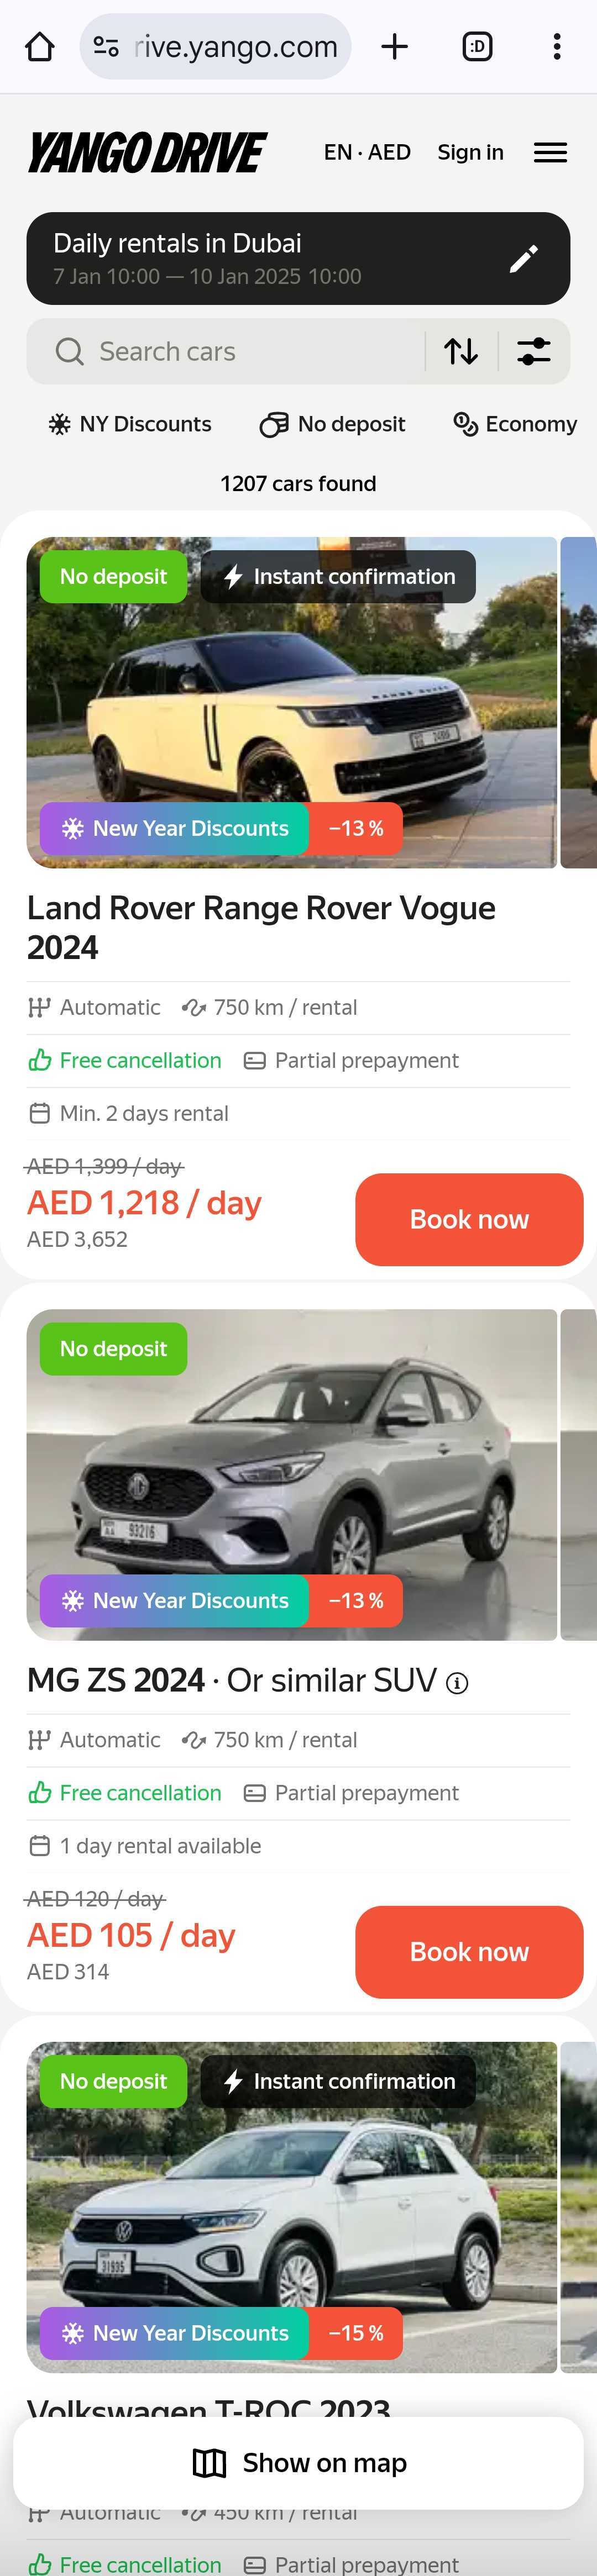 rive.yango.com
:D
YANGO DRIVE
EN · AED
Sign in
Daily rentals in Dubai
7 Jan 10:00 — 10 Jan 2025 10:00
Search cars
NY Discounts
No deposit
Economy
1207 cars found
No deposit
Instant confirmation
RANGE ROVER
New Year Discounts
−13 %
Land Rover Range Rover Vogue
2024
Automatic
750 km / rental
Free cancellation
Partial prepayment
Min. 2 days rental
AED 1,399 / day
AED 1,218 / day
AED 3,652
Book now
No deposit
MG
93216
New Year Discounts
−13 %
MG ZS 2024 · Or similar SUV
Automatic
750 km / rental
Free cancellation
Partial prepayment
1 day rental available
AED 120 / day
AED 105 / day
AED 314
Book now
No deposit
Instant confirmation
31935
New Year Discounts
−15 %
Volkswagen T-ROC 2023
Show on map
Automatic
450 km / rental
Free cancellation
Partial prepayment